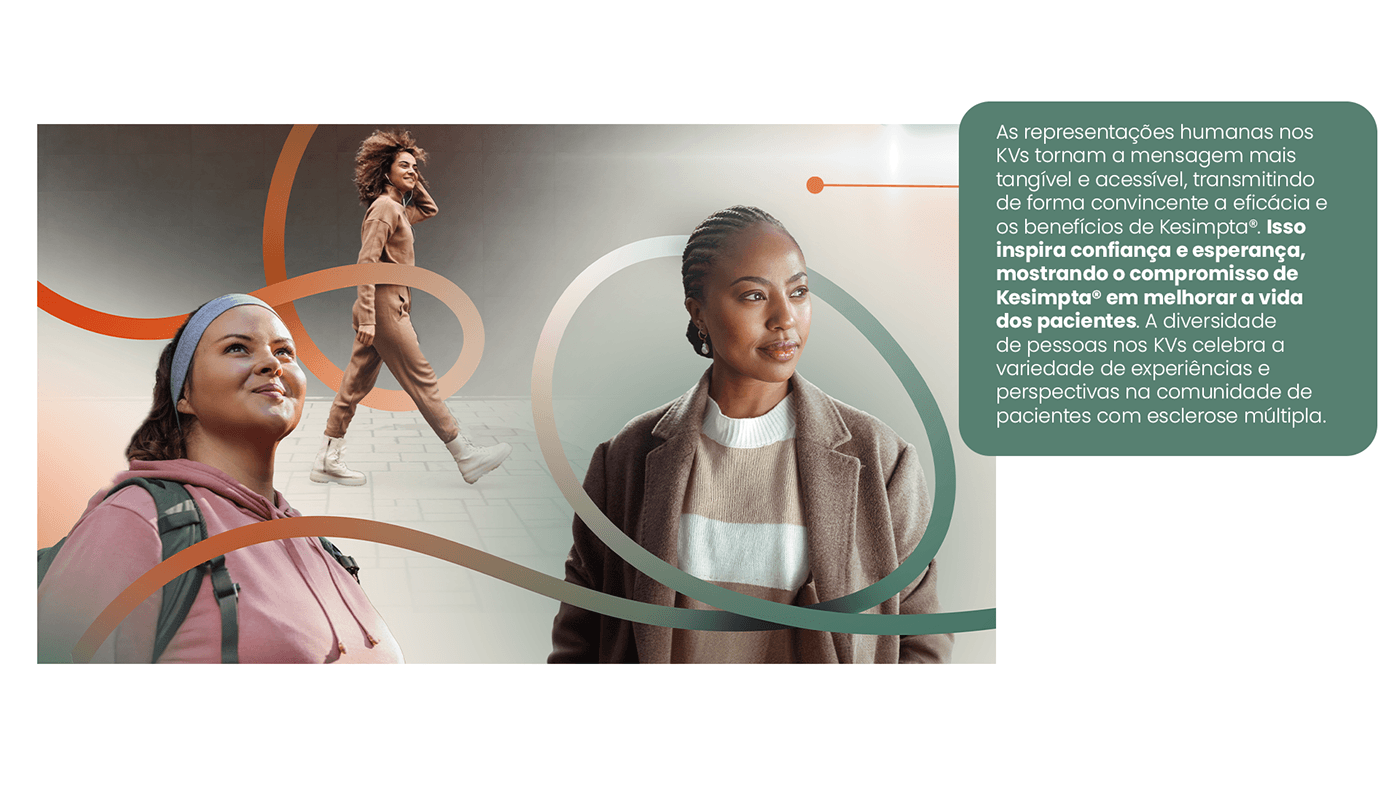 As representações humanas nos
KVs tornam a mensagem mais
tangível e acessível, transmitindo
de forma convincente a eficácia e
os benefícios de Kesimpta®. Isso
inspira confiança e esperança,
mostrando o compromisso de
Kesimpta® em melhorar a vida
dos pacientes. A diversidade
de pessoas nos KVs celebra a
variedade de experiências e
perspectivas na comunidade de
pacientes com esclerose múltipla.